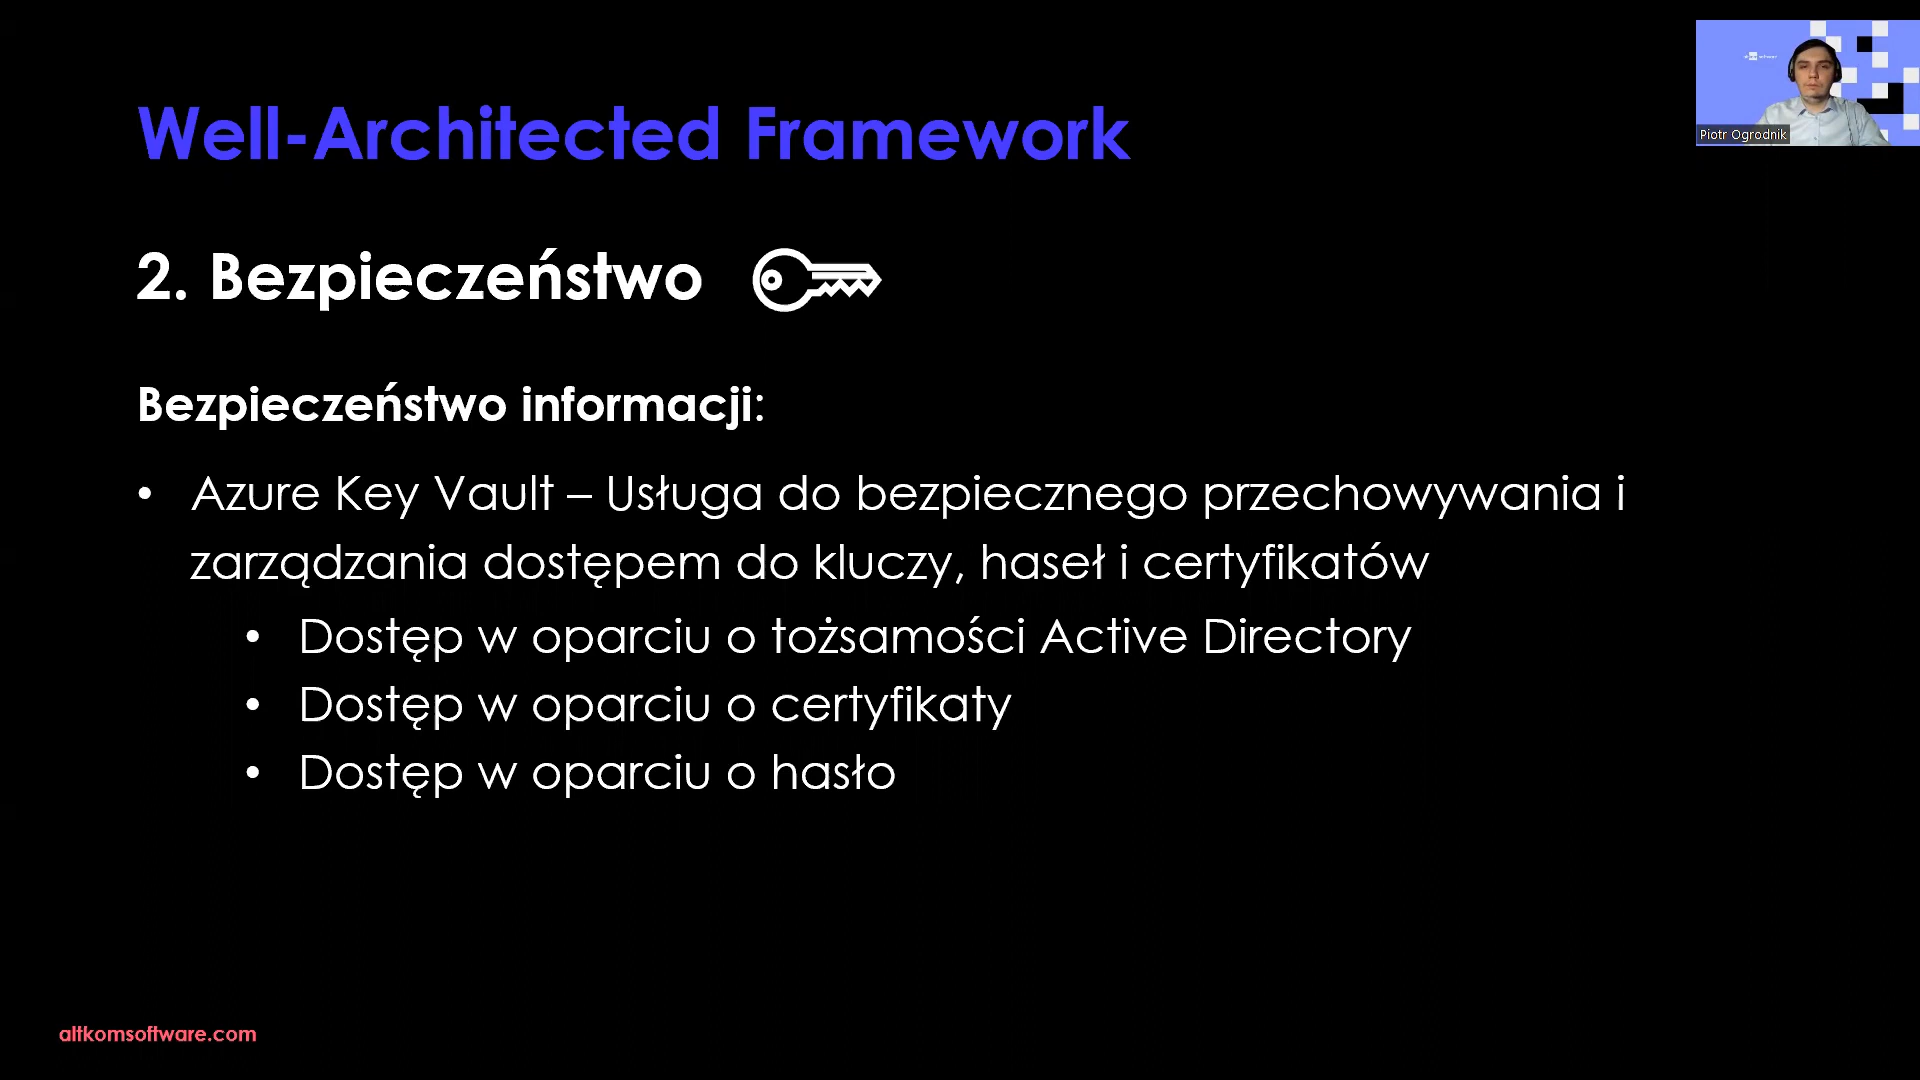 Well-Architected Framework
Piotr Ogrodnik
2. Bezpieczeństwo
Bezpieczeństwo informacji:
• Azure Key Vault – Usługa do bezpiecznego przechowywania i
zarządzania dostępem do kluczy, haseł i certyfikatów
• Dostęp w oparciu o tożsamości Active Directory
• Dostęp w oparciu o certyfikaty
• Dostęp w oparciu o hasło
altkomsoftware.com